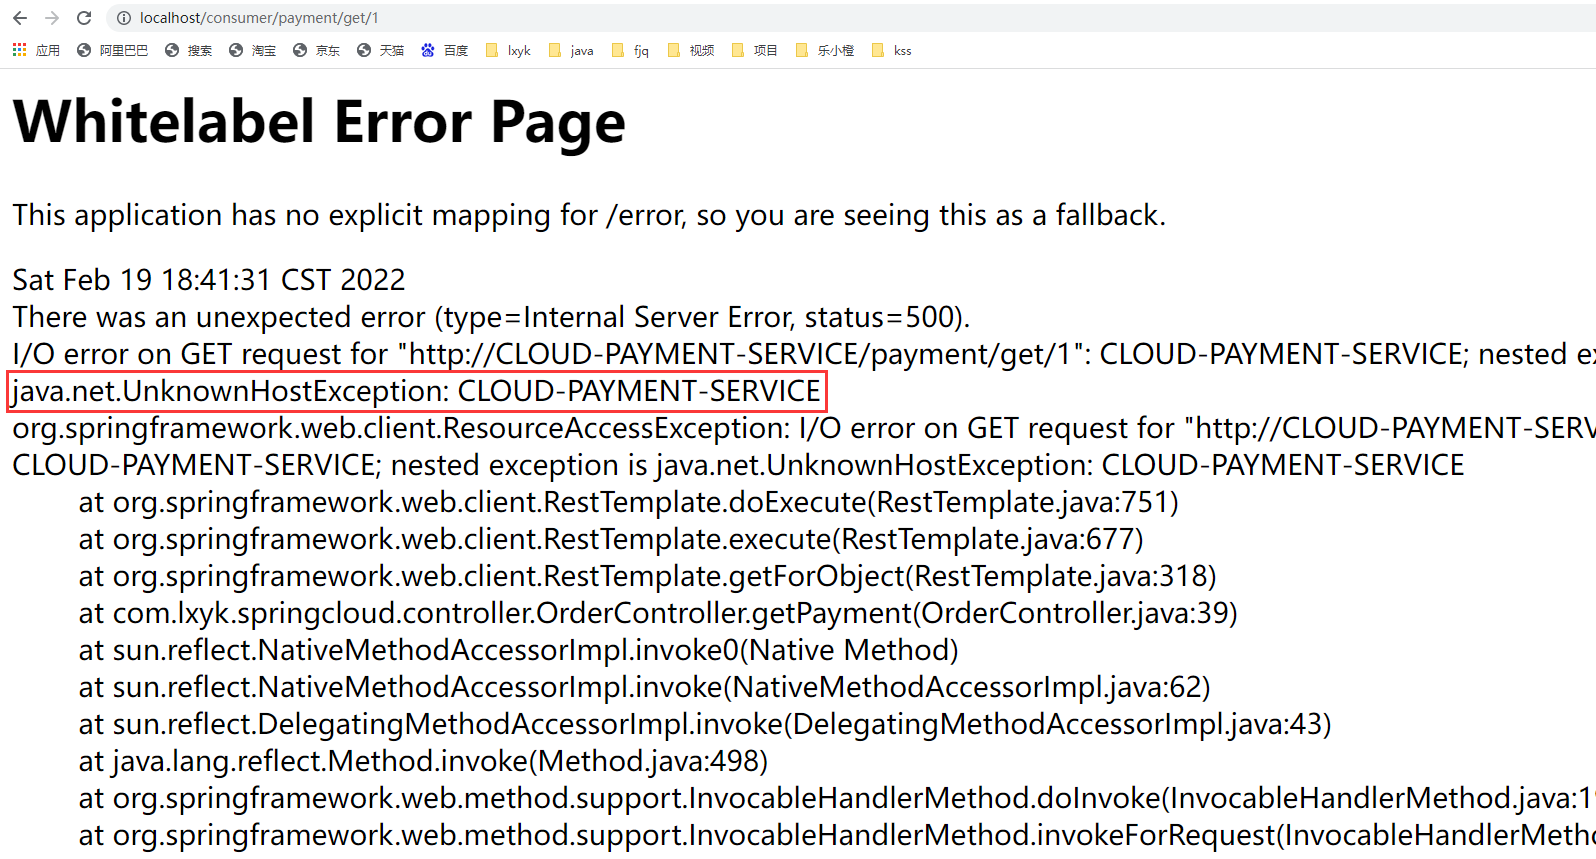 localhost/consumer/payment/get/1
应用 阿里巴巴 搜索 淘宝 京东 天猫 百度 lxyk java fjq 视频 项目 乐小橙 kss
Whitelabel Error Page
This application has no explicit mapping for /error, so you are seeing this as a fallback.
Sat Feb 19 18:41:31 CST 2022
There was an unexpected error (type=Internal Server Error, status=500).
I/O error on GET request for "http://CLOUD-PAYMENT-SERVICE/payment/get/1": CLOUD-PAYMENT-SERVICE; nested
java.net.UnknownHostException: CLOUD-PAYMENT-SERVICE
org.springframework.web.client.ResourceAccessException: I/O error on GET request for "http://CLOUD-PAYMENT-SERV
CLOUD-PAYMENT-SERVICE; nested exception is java.net.UnknownHostException: CLOUD-PAYMENT-SERVICE
at org.springframework.web.client.RestTemplate.doExecute(RestTemplate.java:751)
at org.springframework.web.client.RestTemplate.execute(RestTemplate.java:677)
at org.springframework.web.client.RestTemplate.getForObject(RestTemplate.java:318)
at com.lxyk.springcloud.controller.OrderController.getPayment(OrderController.java:39)
at sun.reflect.NativeMethodAccessorImpl.invoke0(Native Method)
at sun.reflect.NativeMethodAccessorImpl.invoke(NativeMethodAccessorImpl.java:62)
at sun.reflect.DelegatingMethodAccessorImpl.invoke(DelegatingMethodAccessorImpl.java:43)
at java.lang.reflect.Method.invoke(Method.java:498)
at org.springframework.web.method.support.InvocableHandlerMethod.doInvoke(InvocableHandlerMethod.java:1
at org.springframework.web.method.support.InvocableHandlerMethod.invokeForRequest(InvocableHandlerMeth